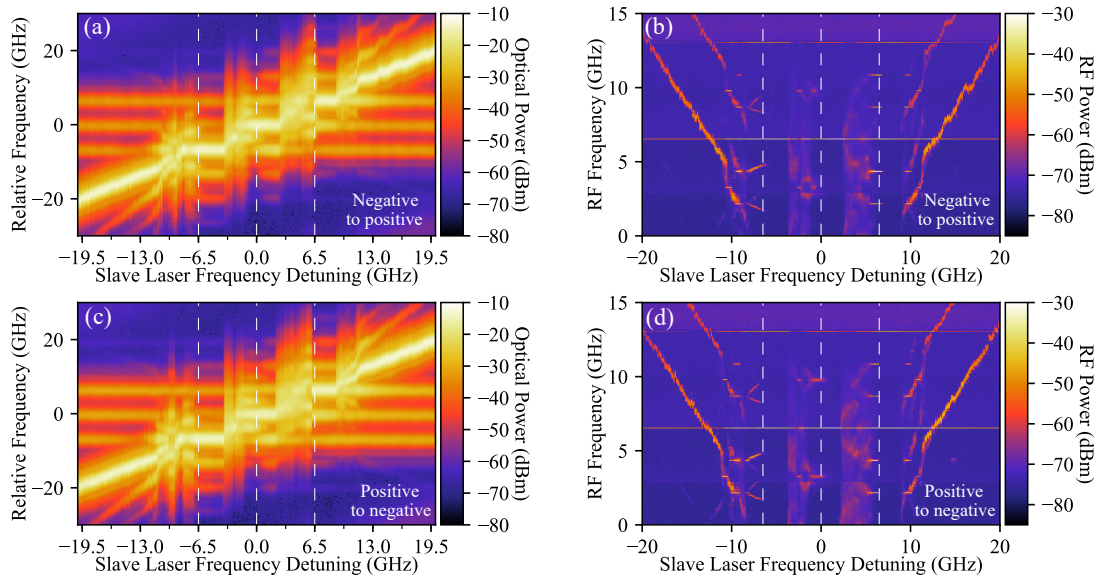 (a)
Relative Frequency (GHz)
20
0
−20
−19.5 −13.0 −6.5 0.0 6.5 13.0 19.5
Slave Laser Frequency Detuning (GHz)
Negative
to positive
−10
−20
−30
−40
−50
−60
−70
−80
Optical Power (dBm)
(b)
RF Frequency (GHz)
15
10
5
0
−20 −10 0 10 20
Slave Laser Frequency Detuning (GHz)
Negative
to positive
−30
−40
−50
−60
−70
−80
RF Power (dBm)
(c)
Relative Frequency (GHz)
20
0
−20
−19.5 −13.0 −6.5 0.0 6.5 13.0 19.5
Slave Laser Frequency Detuning (GHz)
Positive
to negative
−10
−20
−30
−40
−50
−60
−70
−80
Optical Power (dBm)
(d)
RF Frequency (GHz)
15
10
5
0
−20 −10 0 10 20
Slave Laser Frequency Detuning (GHz)
Positive
to negative
−30
−40
−50
−60
−70
−80
RF Power (dBm)